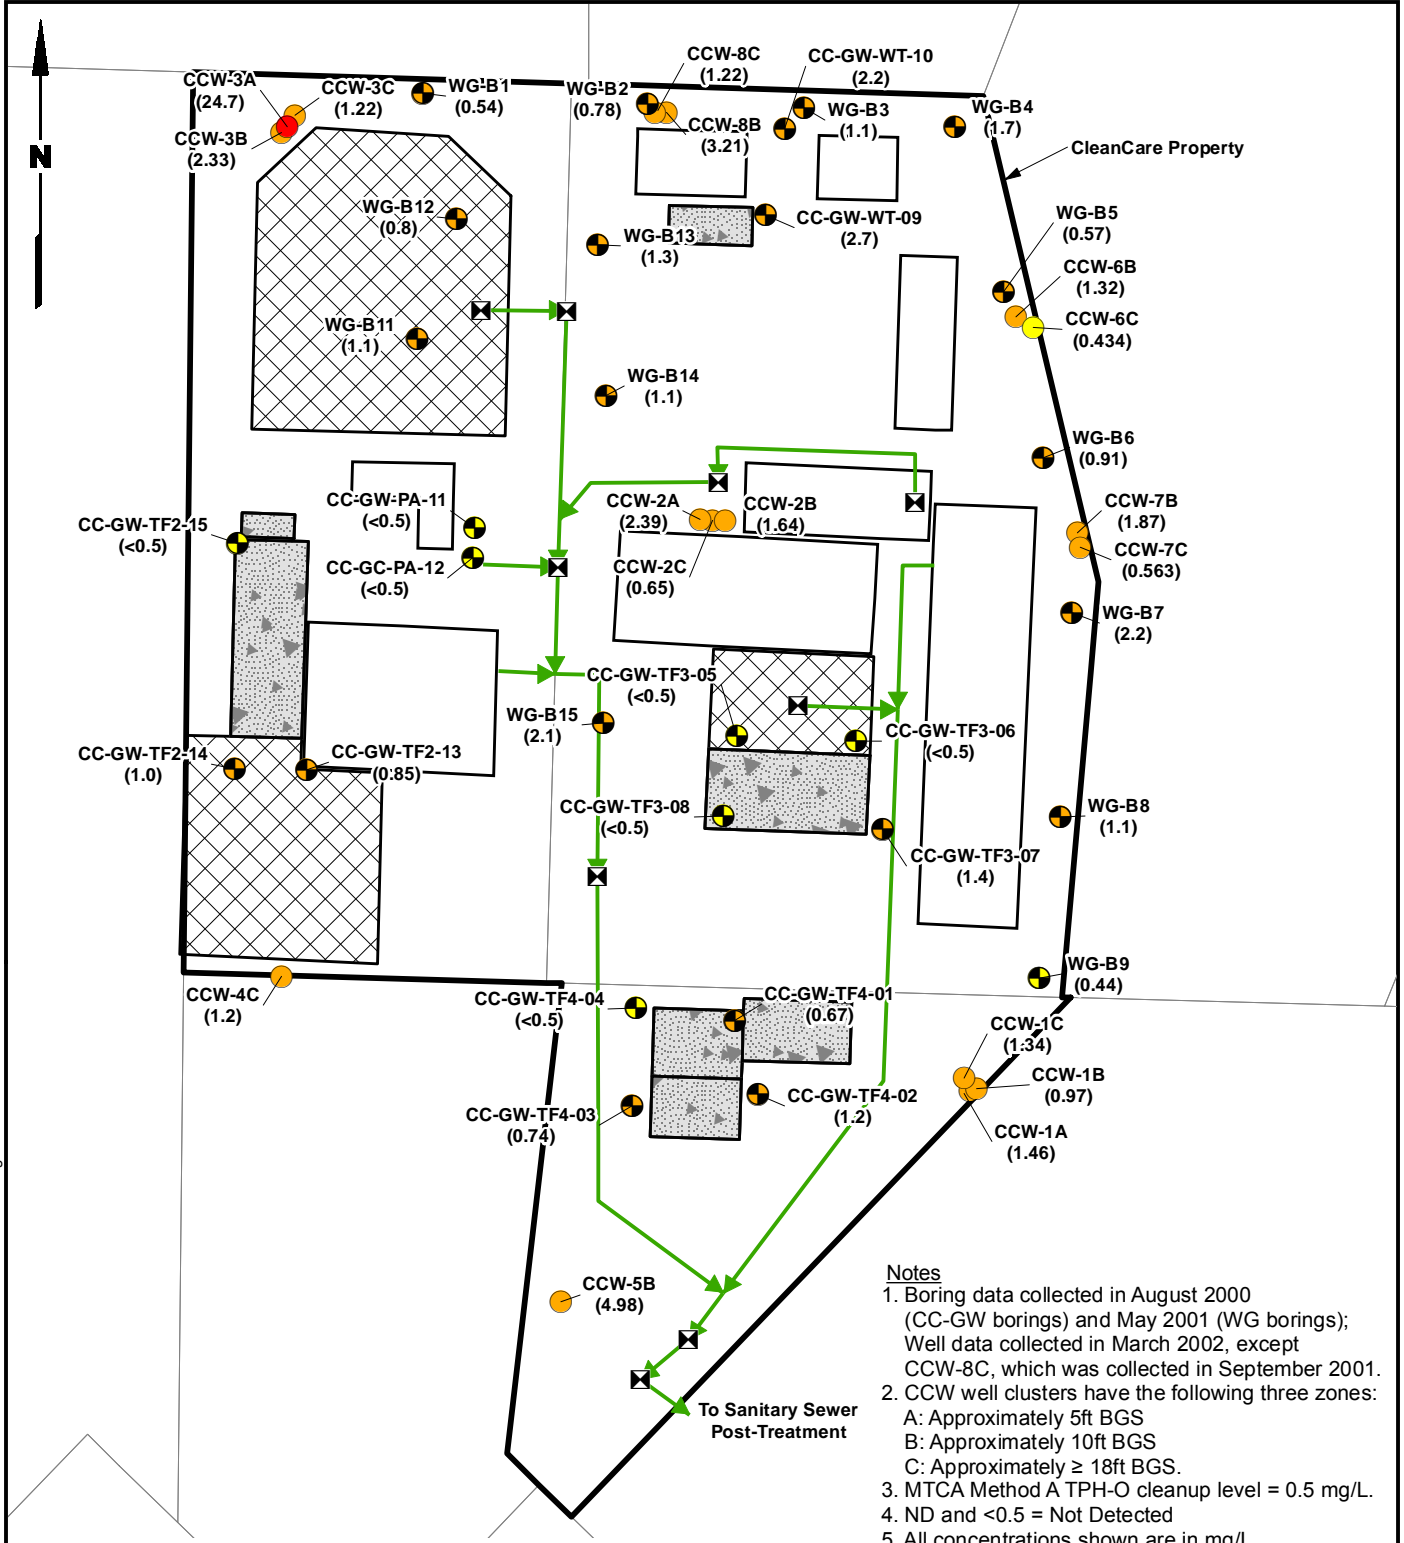 N
CCW-3A
(24.7)
CCW-3C
(1.22)
CCW-3B
(2.33)
WG-B1
(0.54)
WG-B2
(0.78)
CCW-8C
(1.22)
CCW-8B
(3.21)
CC-GW-WT-10
(2.2)
WG-B3
(1.1)
WG-B4
(1.7)
CleanCare Property
WG-B12
(0.8)
WG-B13
(1.3)
CC-GW-WT-09
(2.7)
WG-B5
(0.57)
CCW-6B
(1.32)
CCW-6C
(0.434)
WG-B11
(1.1)
WG-B14
(1.1)
WG-B6
(0.91)
CC-GW-PA-11
(<0.5)
CCW-2A
(2.39)
CCW-2B
(1.64)
CCW-2C
(0.65)
CCW-7B
(1.87)
CCW-7C
(0.563)
CC-GW-TF2-15
(<0.5)
CC-GC-PA-12
(<0.5)
WG-B7
(2.2)
CC-GW-TF3-05
(<0.5)
WG-B15
(2.1)
CC-GW-TF3-06
(<0.5)
CC-GW-TF2-14
(1.0)
CC-GW-TF2-13
(0.85)
CC-GW-TF3-08
(<0.5)
WG-B8
(1.1)
CC-GW-TF3-07
(1.4)
WG-B9
(0.44)
CCW-4C
(1.2)
CC-GW-TF4-04
(<0.5)
CC-GW-TF4-01
(0.67)
CCW-1C
(1.34)
CCW-1B
(0.97)
CCW-1A
(1.46)
CC-GW-TF4-03
(0.74)
CC-GW-TF4-02
(1.2)
CCW-5B
(4.98)
To Sanitary Sewer
Post-Treatment
Notes
1. Boring data collected in August 2000
(CC-GW borings) and May 2001 (WG borings);
Well data collected in March 2002, except
CCW-8C, which was collected in September 2001.
2. CCW well clusters have the following three zones:
A: Approximately 5ft BGS
B: Approximately 10ft BGS
C: Approximately ≥ 18ft BGS.
3. MTCA Method A TPH-O cleanup level = 0.5 mg/L.
4. ND and <0.5 = Not Detected
5. All concentrations shown are in mg/L